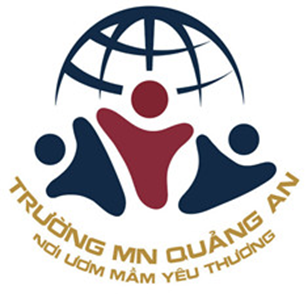 TRƯỜNG MN QUẢNG AN
NƠI ƯƠM MẦM YÊU THƯƠNG